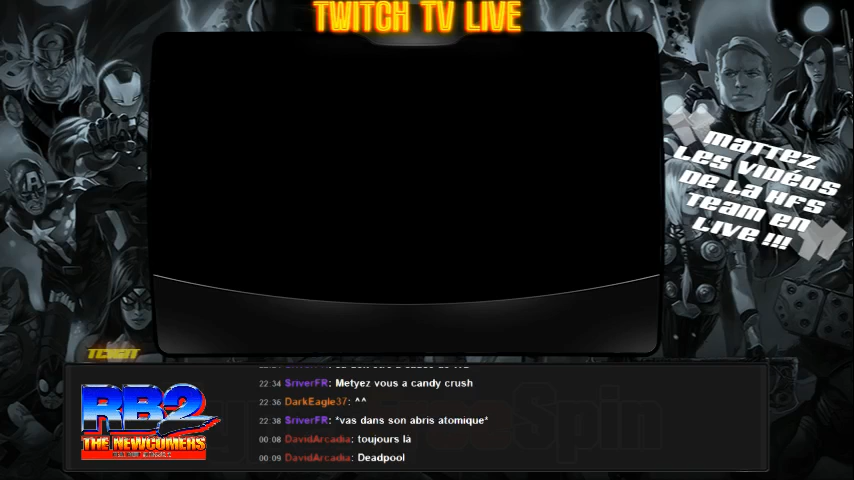 TWITCH TV LIVE
MATTEZ
LES VIDÉOS
DE LA HFS
TEAM EN
LIVE !!!
TCHAT
22:34 SriverFR: Metyez vous a candy crush
22:36 DarkEagle37: ^^
22:38 SriverFR: *vas dans son abris atomique*
00:08 DavidArcadia: toujours là
00:09 DavidArcadia: Deadpool
RB2
THE NEWCOMERS